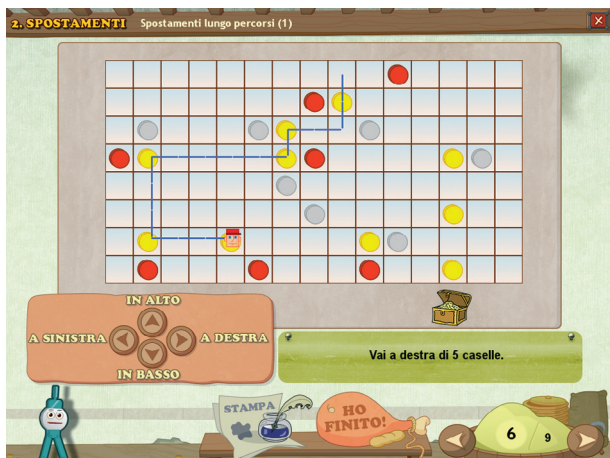 2. SPOSTAMENTI Spostamenti lungo percorsi (1)
IN ALTO
A SINISTRA A DESTRA
IN BASSO
Vai a destra di 5 caselle.
STAMPA
HO
FINITO!
6 9